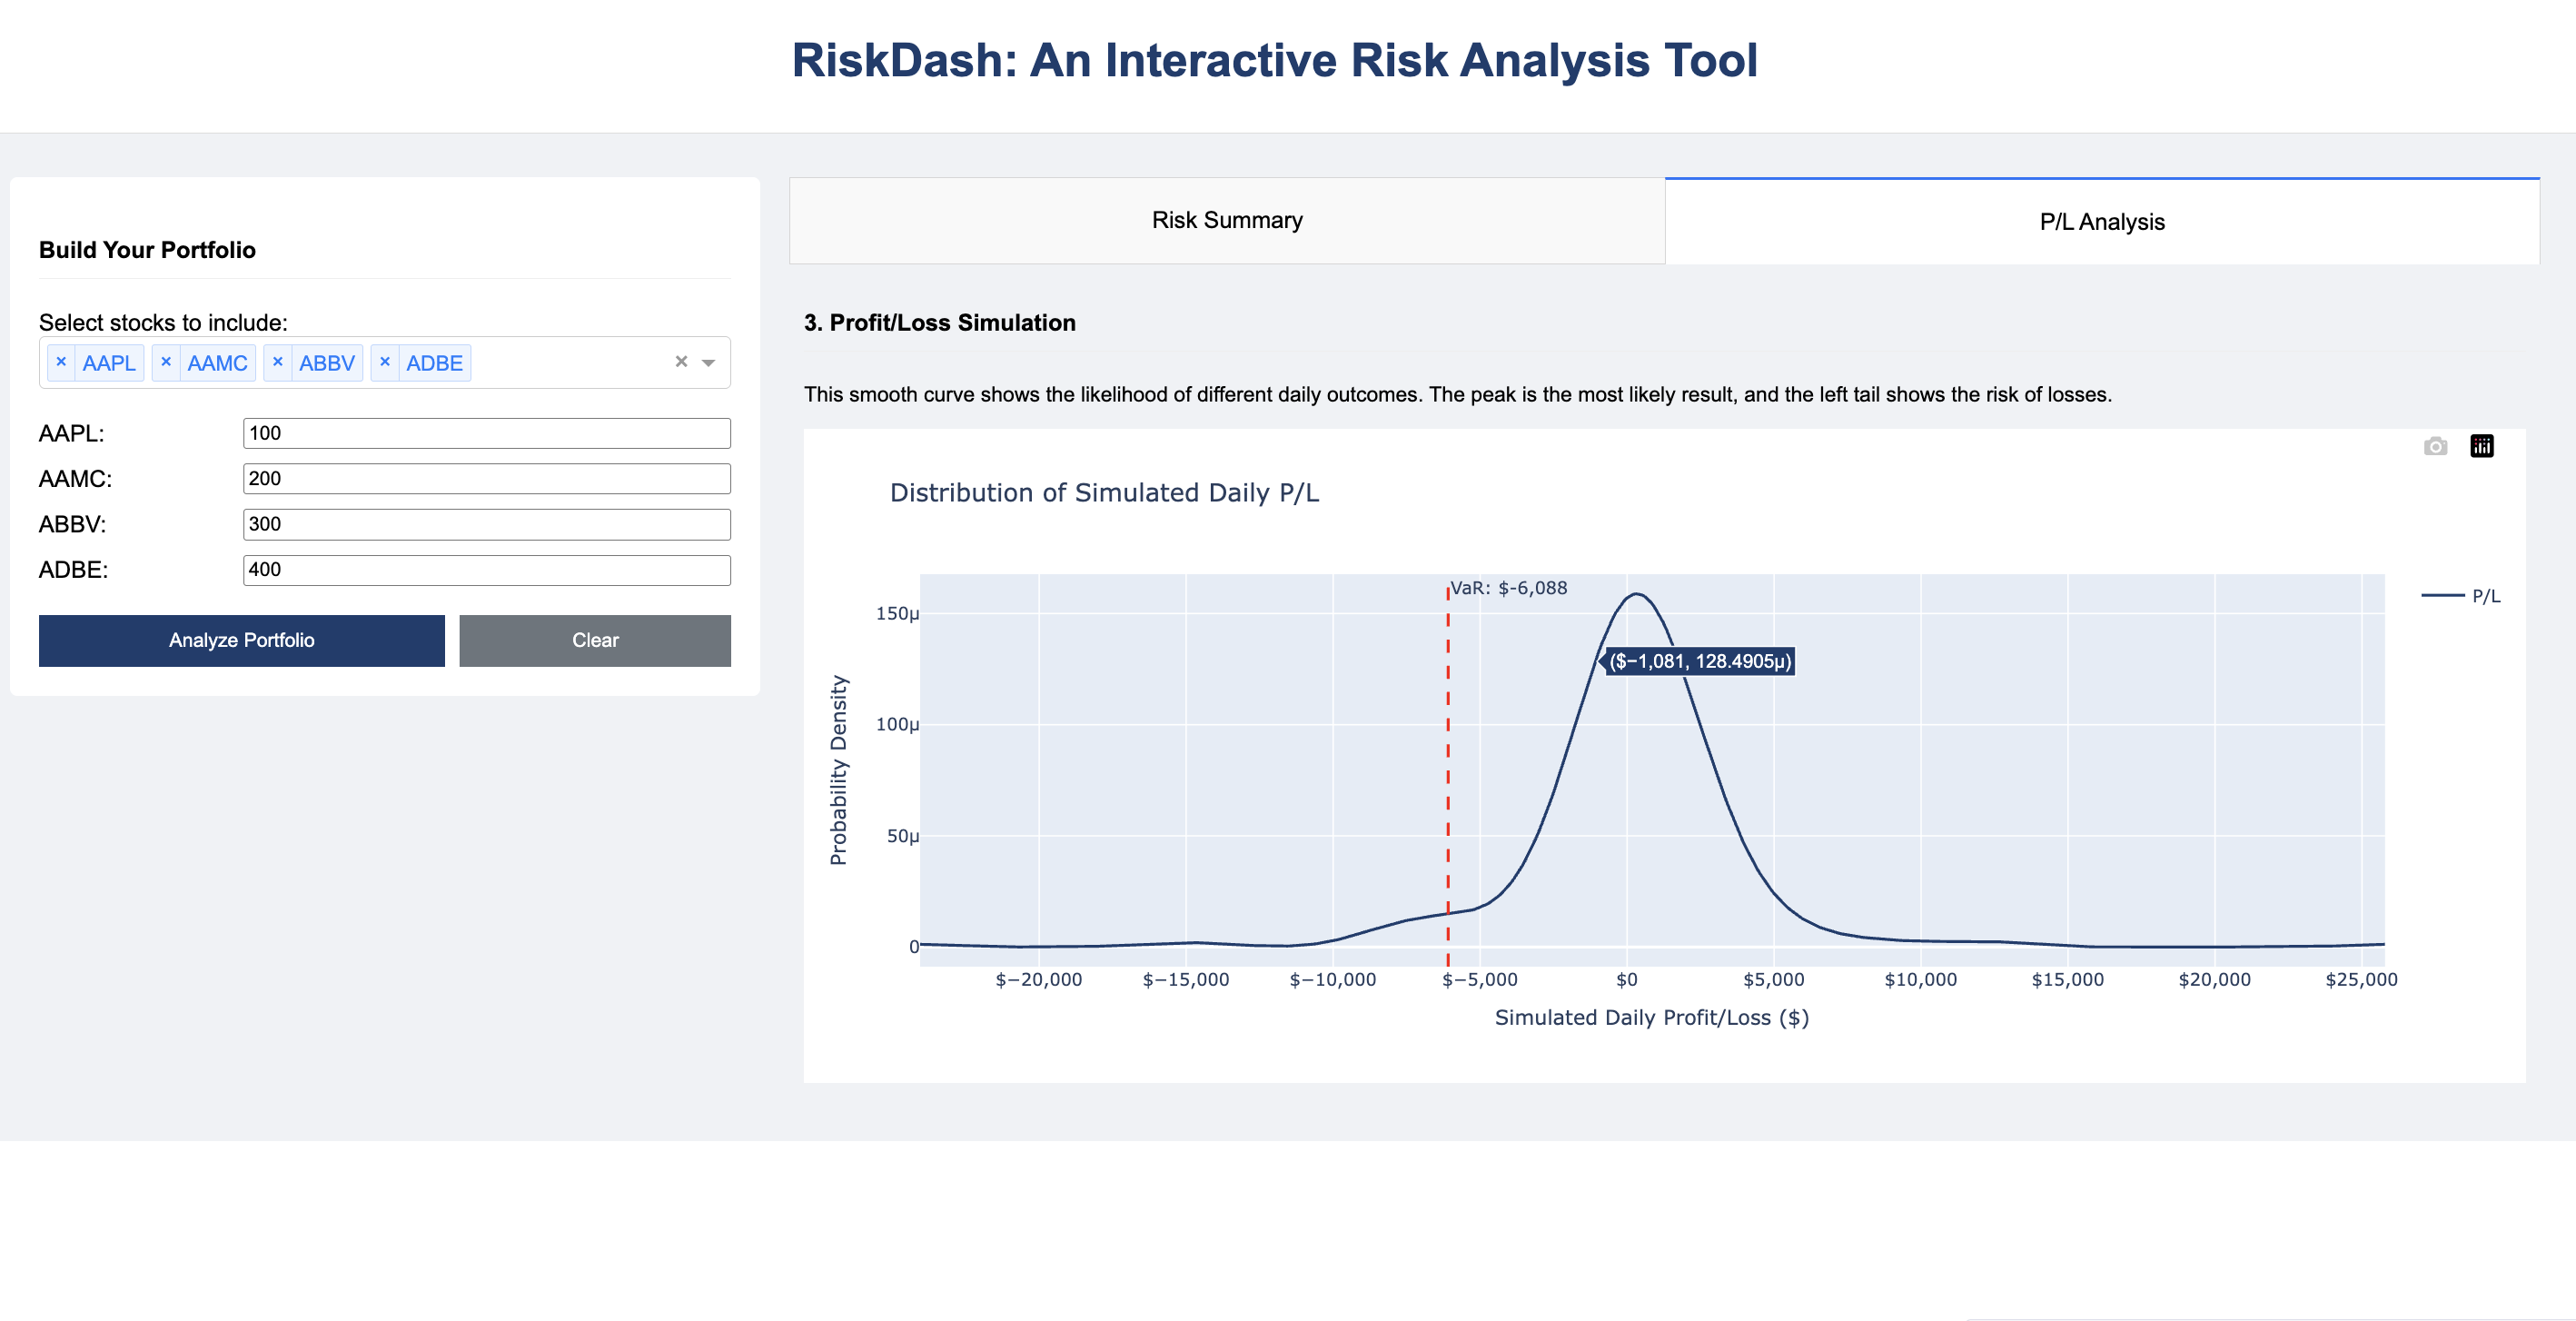 RiskDash: An Interactive Risk Analysis Tool
Build Your Portfolio
Select stocks to include:
× AAPL × AAMC × ABBV × ADBE × 
AAPL: 100
AAMC: 200
ABBV: 300
ADBE: 400
Analyze Portfolio Clear
Risk Summary P/L Analysis
3. Profit/Loss Simulation
This smooth curve shows the likelihood of different daily outcomes. The peak is the most likely result, and the left tail shows the risk of losses.
Distribution of Simulated Daily P/L
VaR: $-6,088
P/L
($−1,081, 128.4905μ)
150μ
100μ
50μ
0
Probability Density
$−20,000 $−15,000 $−10,000 $−5,000 $0 $5,000 $10,000 $15,000 $20,000 $25,000
Simulated Daily Profit/Loss ($)